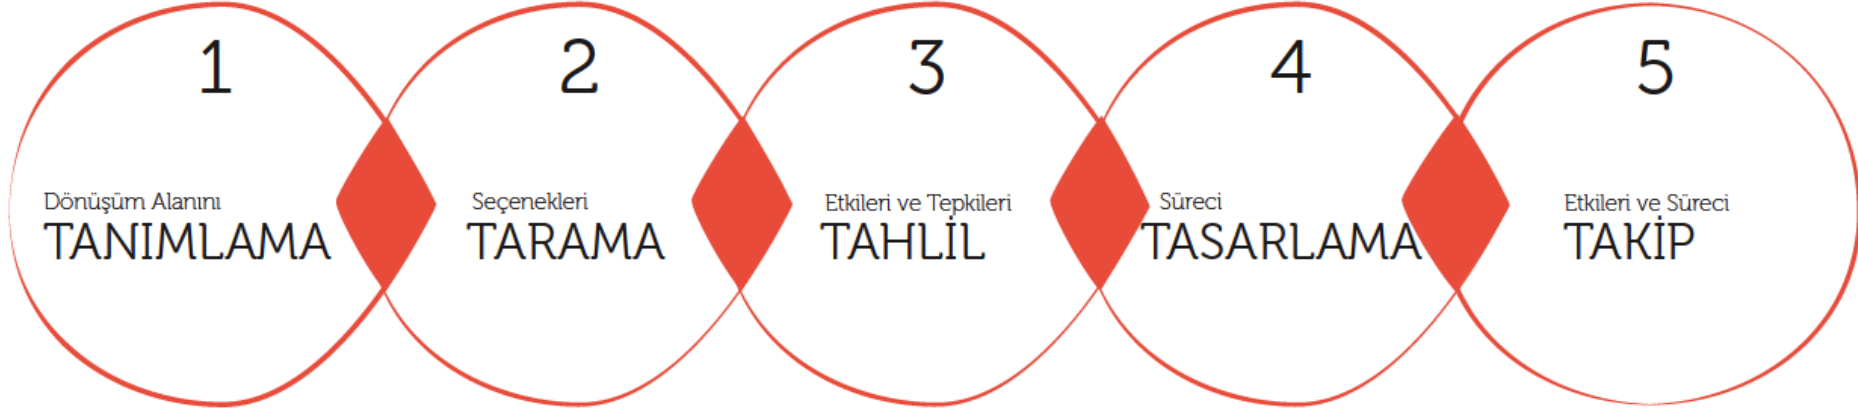 1
Dönüşüm Alanını
TANIMLAMA
2
Seçenekleri
TARAMA
3
Etkileri ve Tepkileri
TAHLİL
4
Süreci
TASARLAMA
5
Etkileri ve Süreci
TAKİP